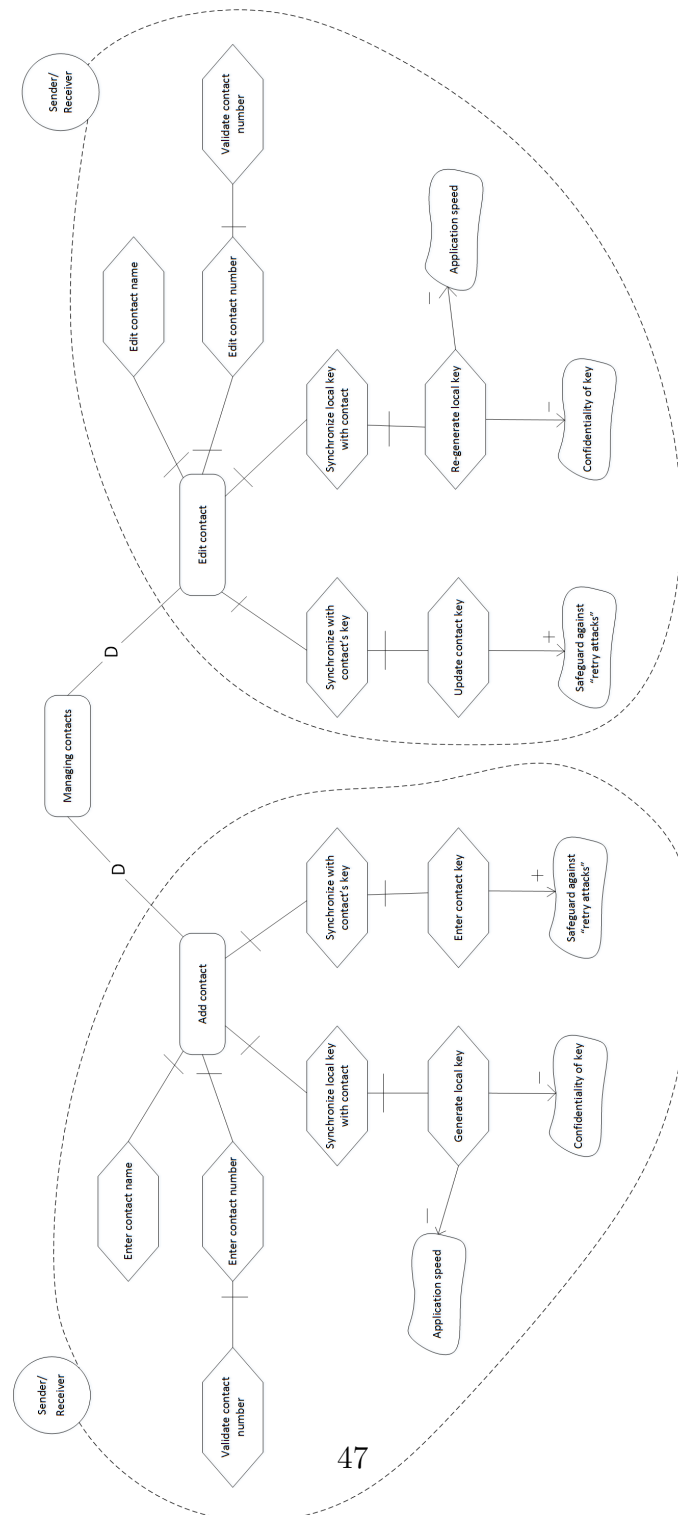 Sender/
Receiver
Sender/
Receiver
Managing contacts
D
D
Add contact
Edit contact
Enter contact name
Enter contact number
Validate contact
number
Synchronize local key
with contact
Synchronize with
contact's key
Generate local key
Enter contact key
Application speed
–
Confidentiality of key
–
Safeguard against
"retry attacks"
+
Edit contact name
Edit contact number
Validate contact
number
Synchronize with
contact's key
Synchronize local key
with contact
Update contact key
Re-generate local key
Safeguard against
"retry attacks"
+
Confidentiality of key
–
Application speed
–
47